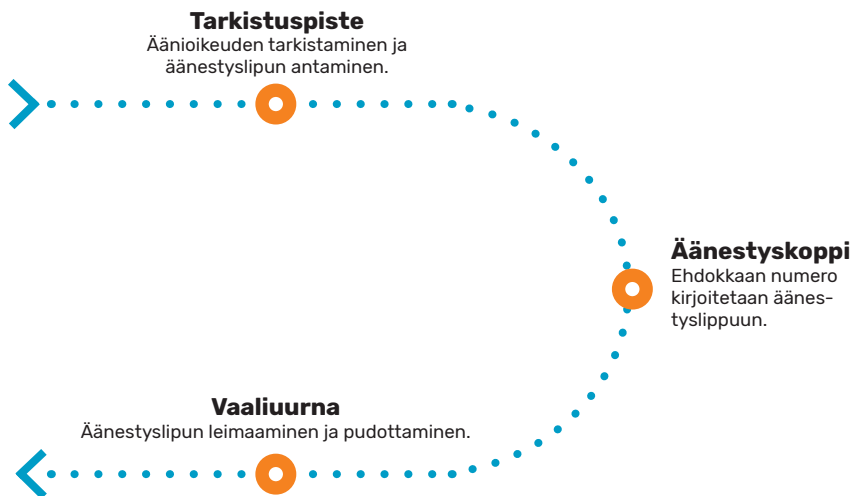 Tarkistuspiste
Äänioikeuden tarkistaminen ja
äänestyslipun antaminen.
Äänestyskoppi
Ehdokkaan numero
kirjoitetaan äänes-
tyslippuun.
Vaaliuurna
Äänestyslipun leimaaminen ja pudottaminen.